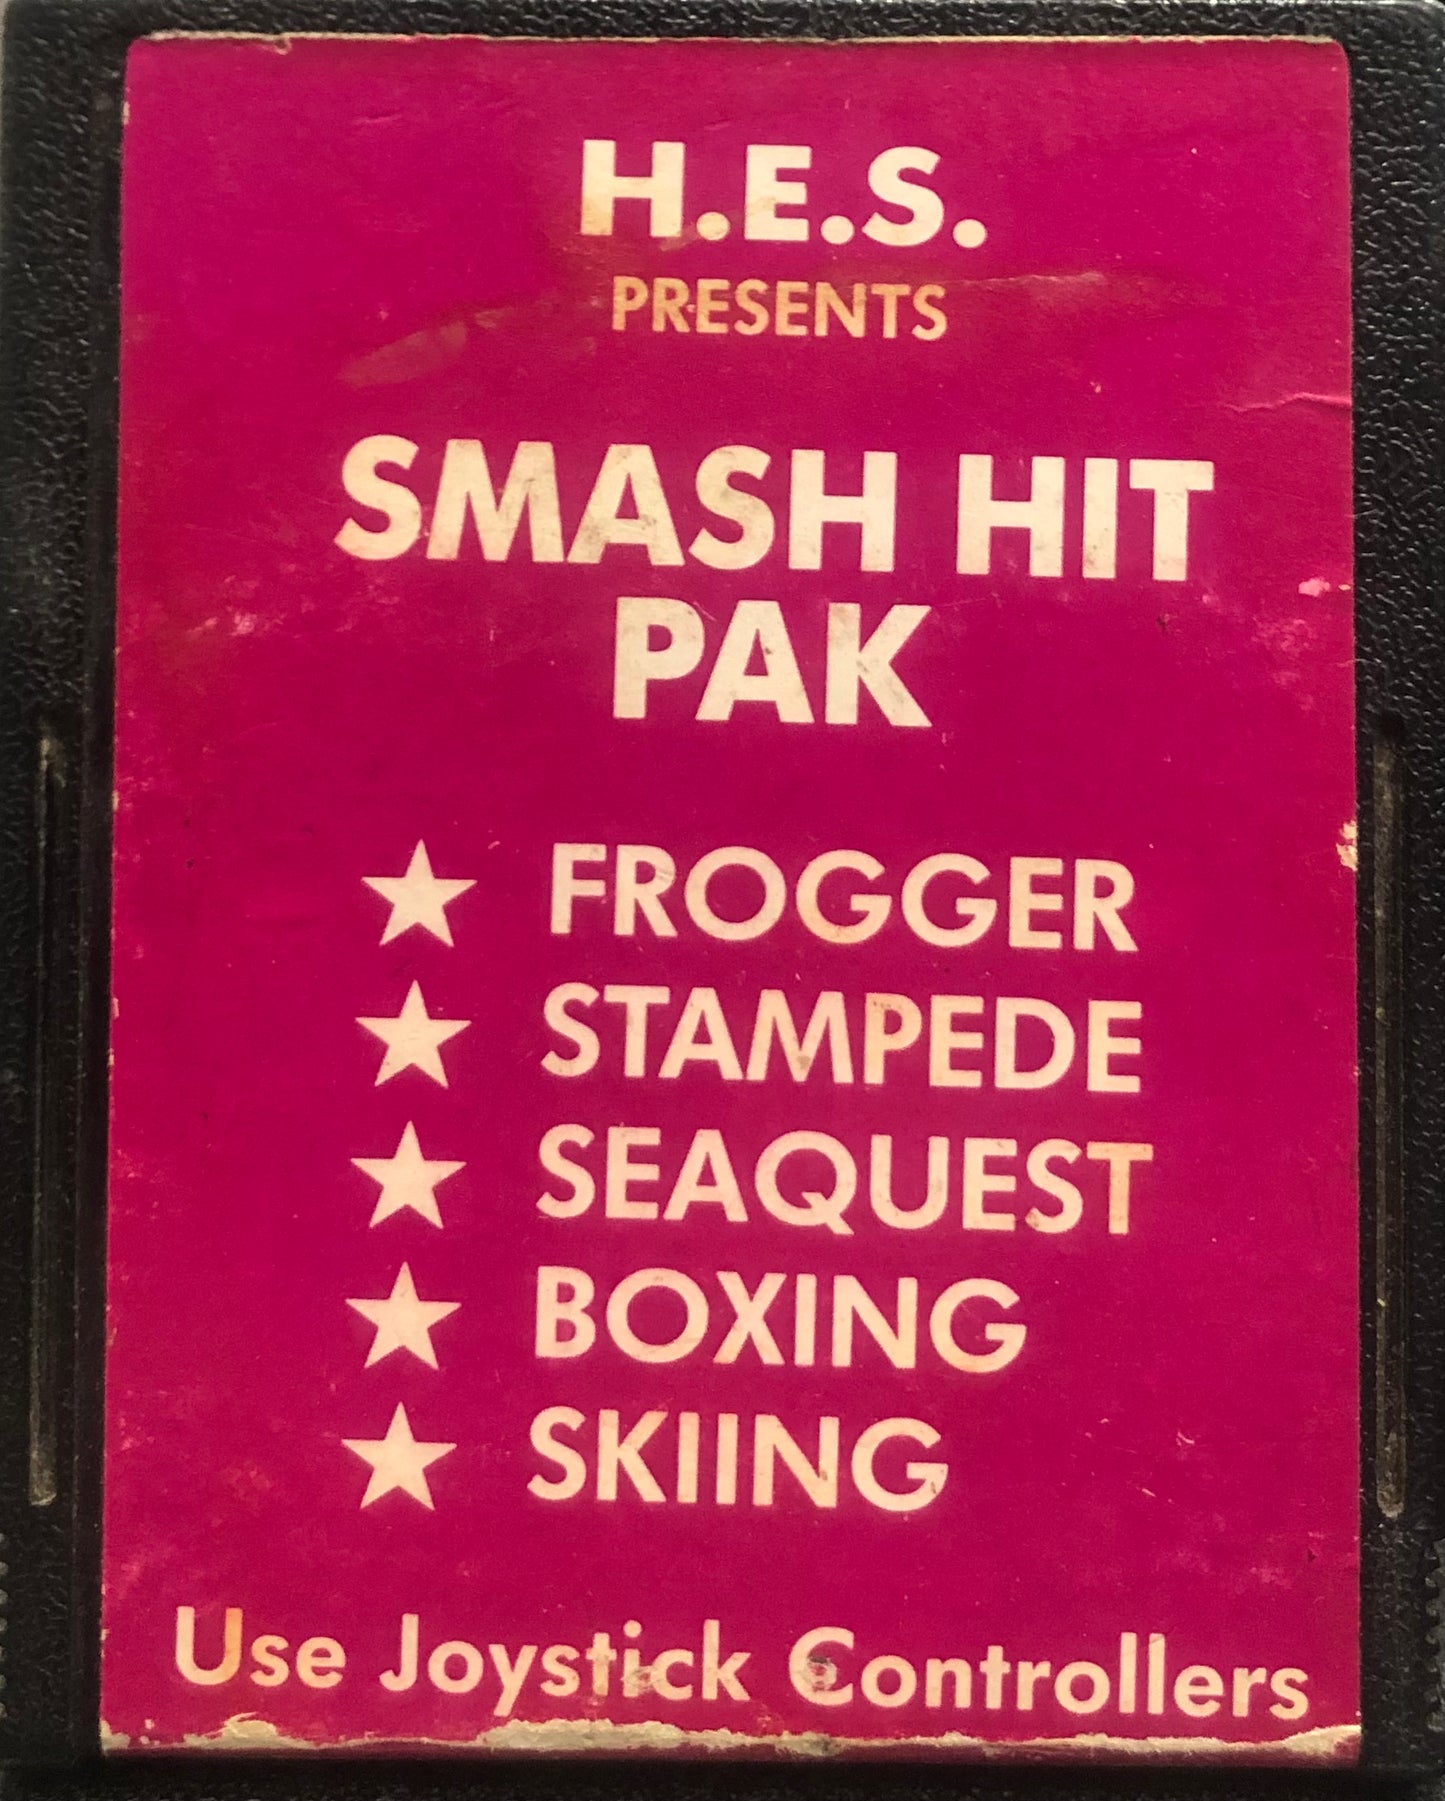 H.E.S.
PRESENTS
SMASH HIT
PAK
★ FROGGER
★ STAMPEDE
★ SEAQUEST
★ BOXING
★ SKIING
Use Joystick Controllers